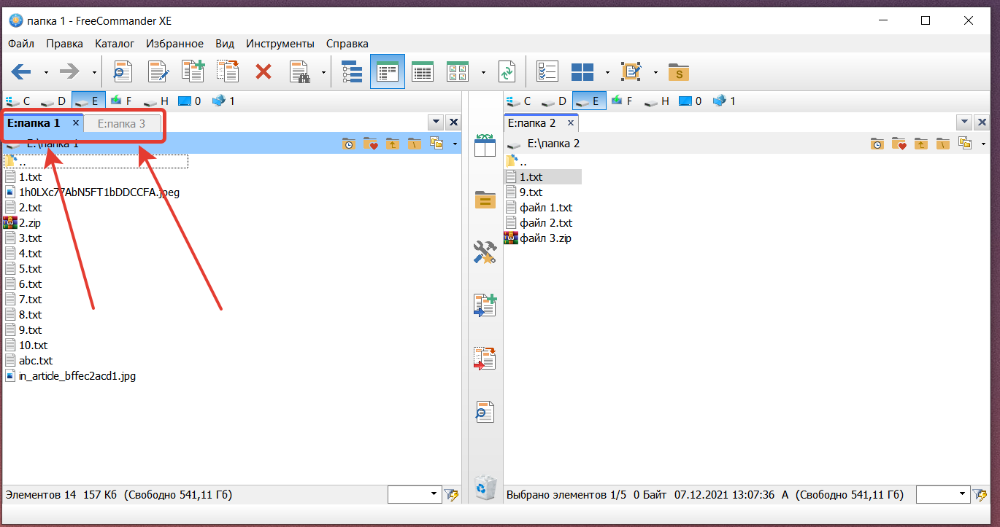 папка 1 - FreeCommander XE
Файл Правка Каталог Избранное Вид Инструменты Справка
S
C D E F H 0 1
E:папка 1 x E:папка 3
E:\папка 1
..
1.txt
1h0LXc77AbN5FT1bDDCCFA.jpeg
2.txt
2.zip
3.txt
4.txt
5.txt
6.txt
7.txt
8.txt
9.txt
10.txt
abc.txt
in_article_bffec2acd1.jpg
Элементов 14 157 Кб (Свободно 541,11 Гб)
C D E F H 0 1
E:папка 2 x
E:\папка 2
..
1.txt
9.txt
файл 1.txt
файл 2.txt
файл 3.zip
Выбрано элементов 1/5 0 Байт 07.12.2021 13:07:36 A (Свободно 541,11 Гб)